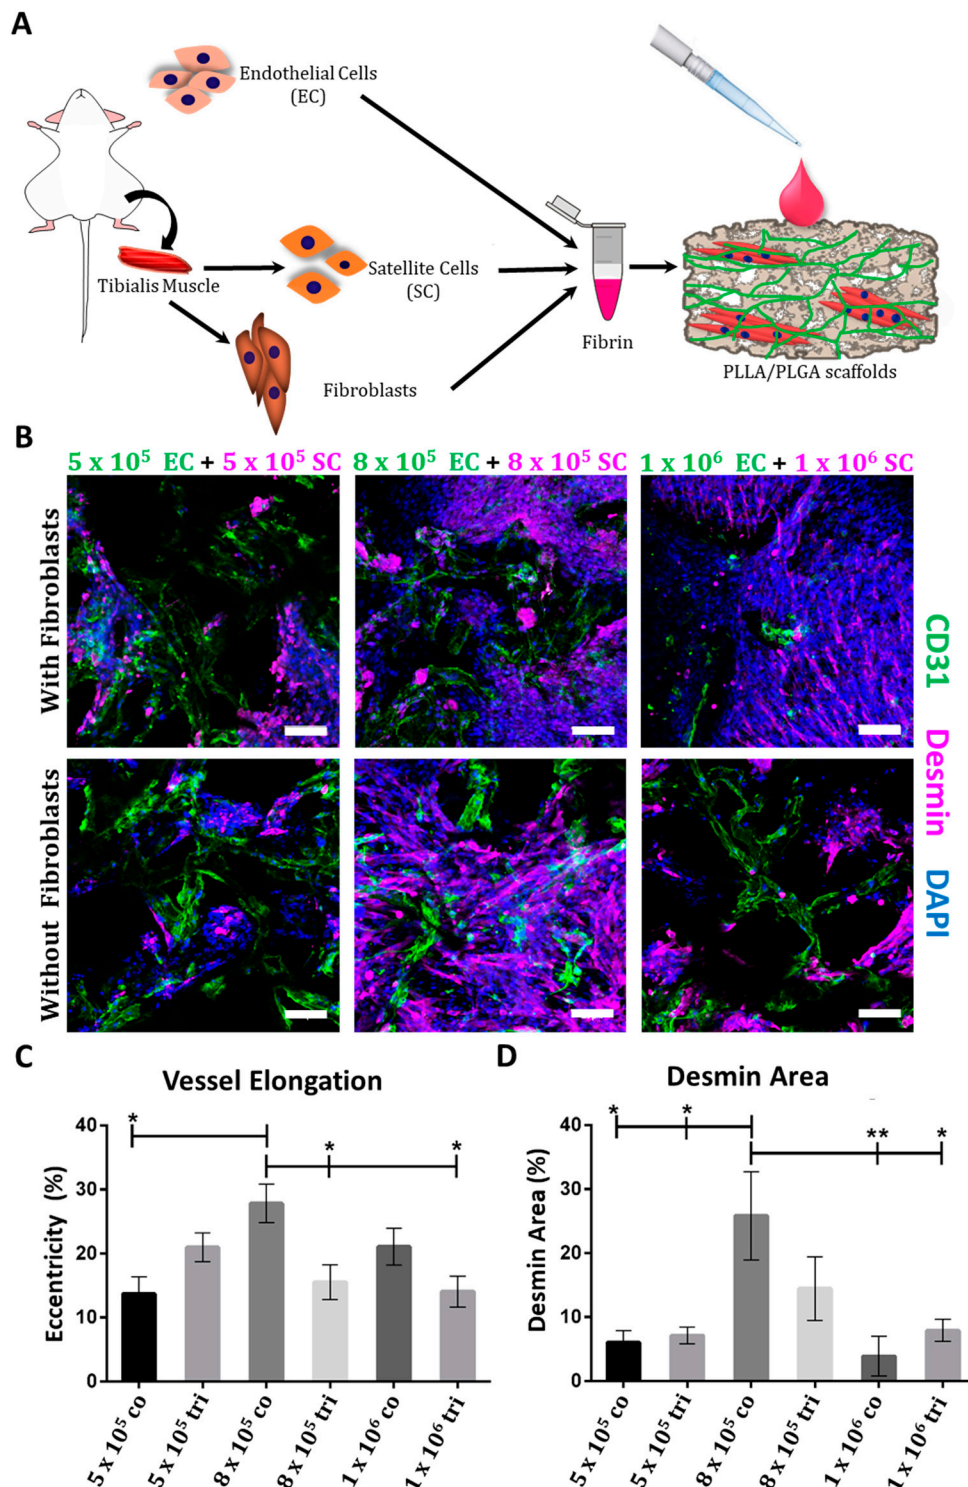 A
Endothelial Cells
(EC)
Tibialis Muscle
Satellite Cells
(SC)
Fibroblasts
Fibrin
PLLA/PLGA scaffolds
B
5 x 10⁵ EC + 5 x 10⁵ SC
8 x 10⁵ EC + 8 x 10⁵ SC
1 x 10⁶ EC + 1 x 10⁶ SC
With Fibroblasts
Without Fibroblasts
CD31 Desmin DAPI
C
Vessel Elongation
Eccentricity (%)
40
30
20
10
0
*
*
*
5 x 10⁵ co
5 x 10⁵ tri
8 x 10⁵ co
8 x 10⁵ tri
1 x 10⁶ co
1 x 10⁶ tri
D
Desmin Area
Desmin Area (%)
40
30
20
10
0
*
*
**
*
5 x 10⁵ co
5 x 10⁵ tri
8 x 10⁵ co
8 x 10⁵ tri
1 x 10⁶ co
1 x 10⁶ tri